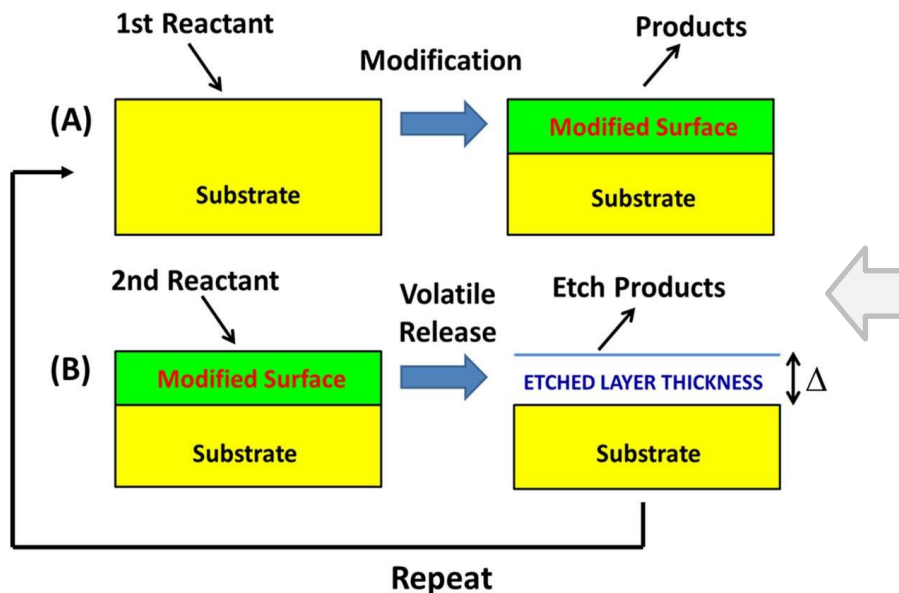 1st Reactant
Products
Modification
(A)
Modified Surface
Substrate
Substrate
2nd Reactant
Volatile
Release
Etch Products
(B)
Modified Surface
ETCHED LAYER THICKNESS
Δ
Substrate
Substrate
Repeat